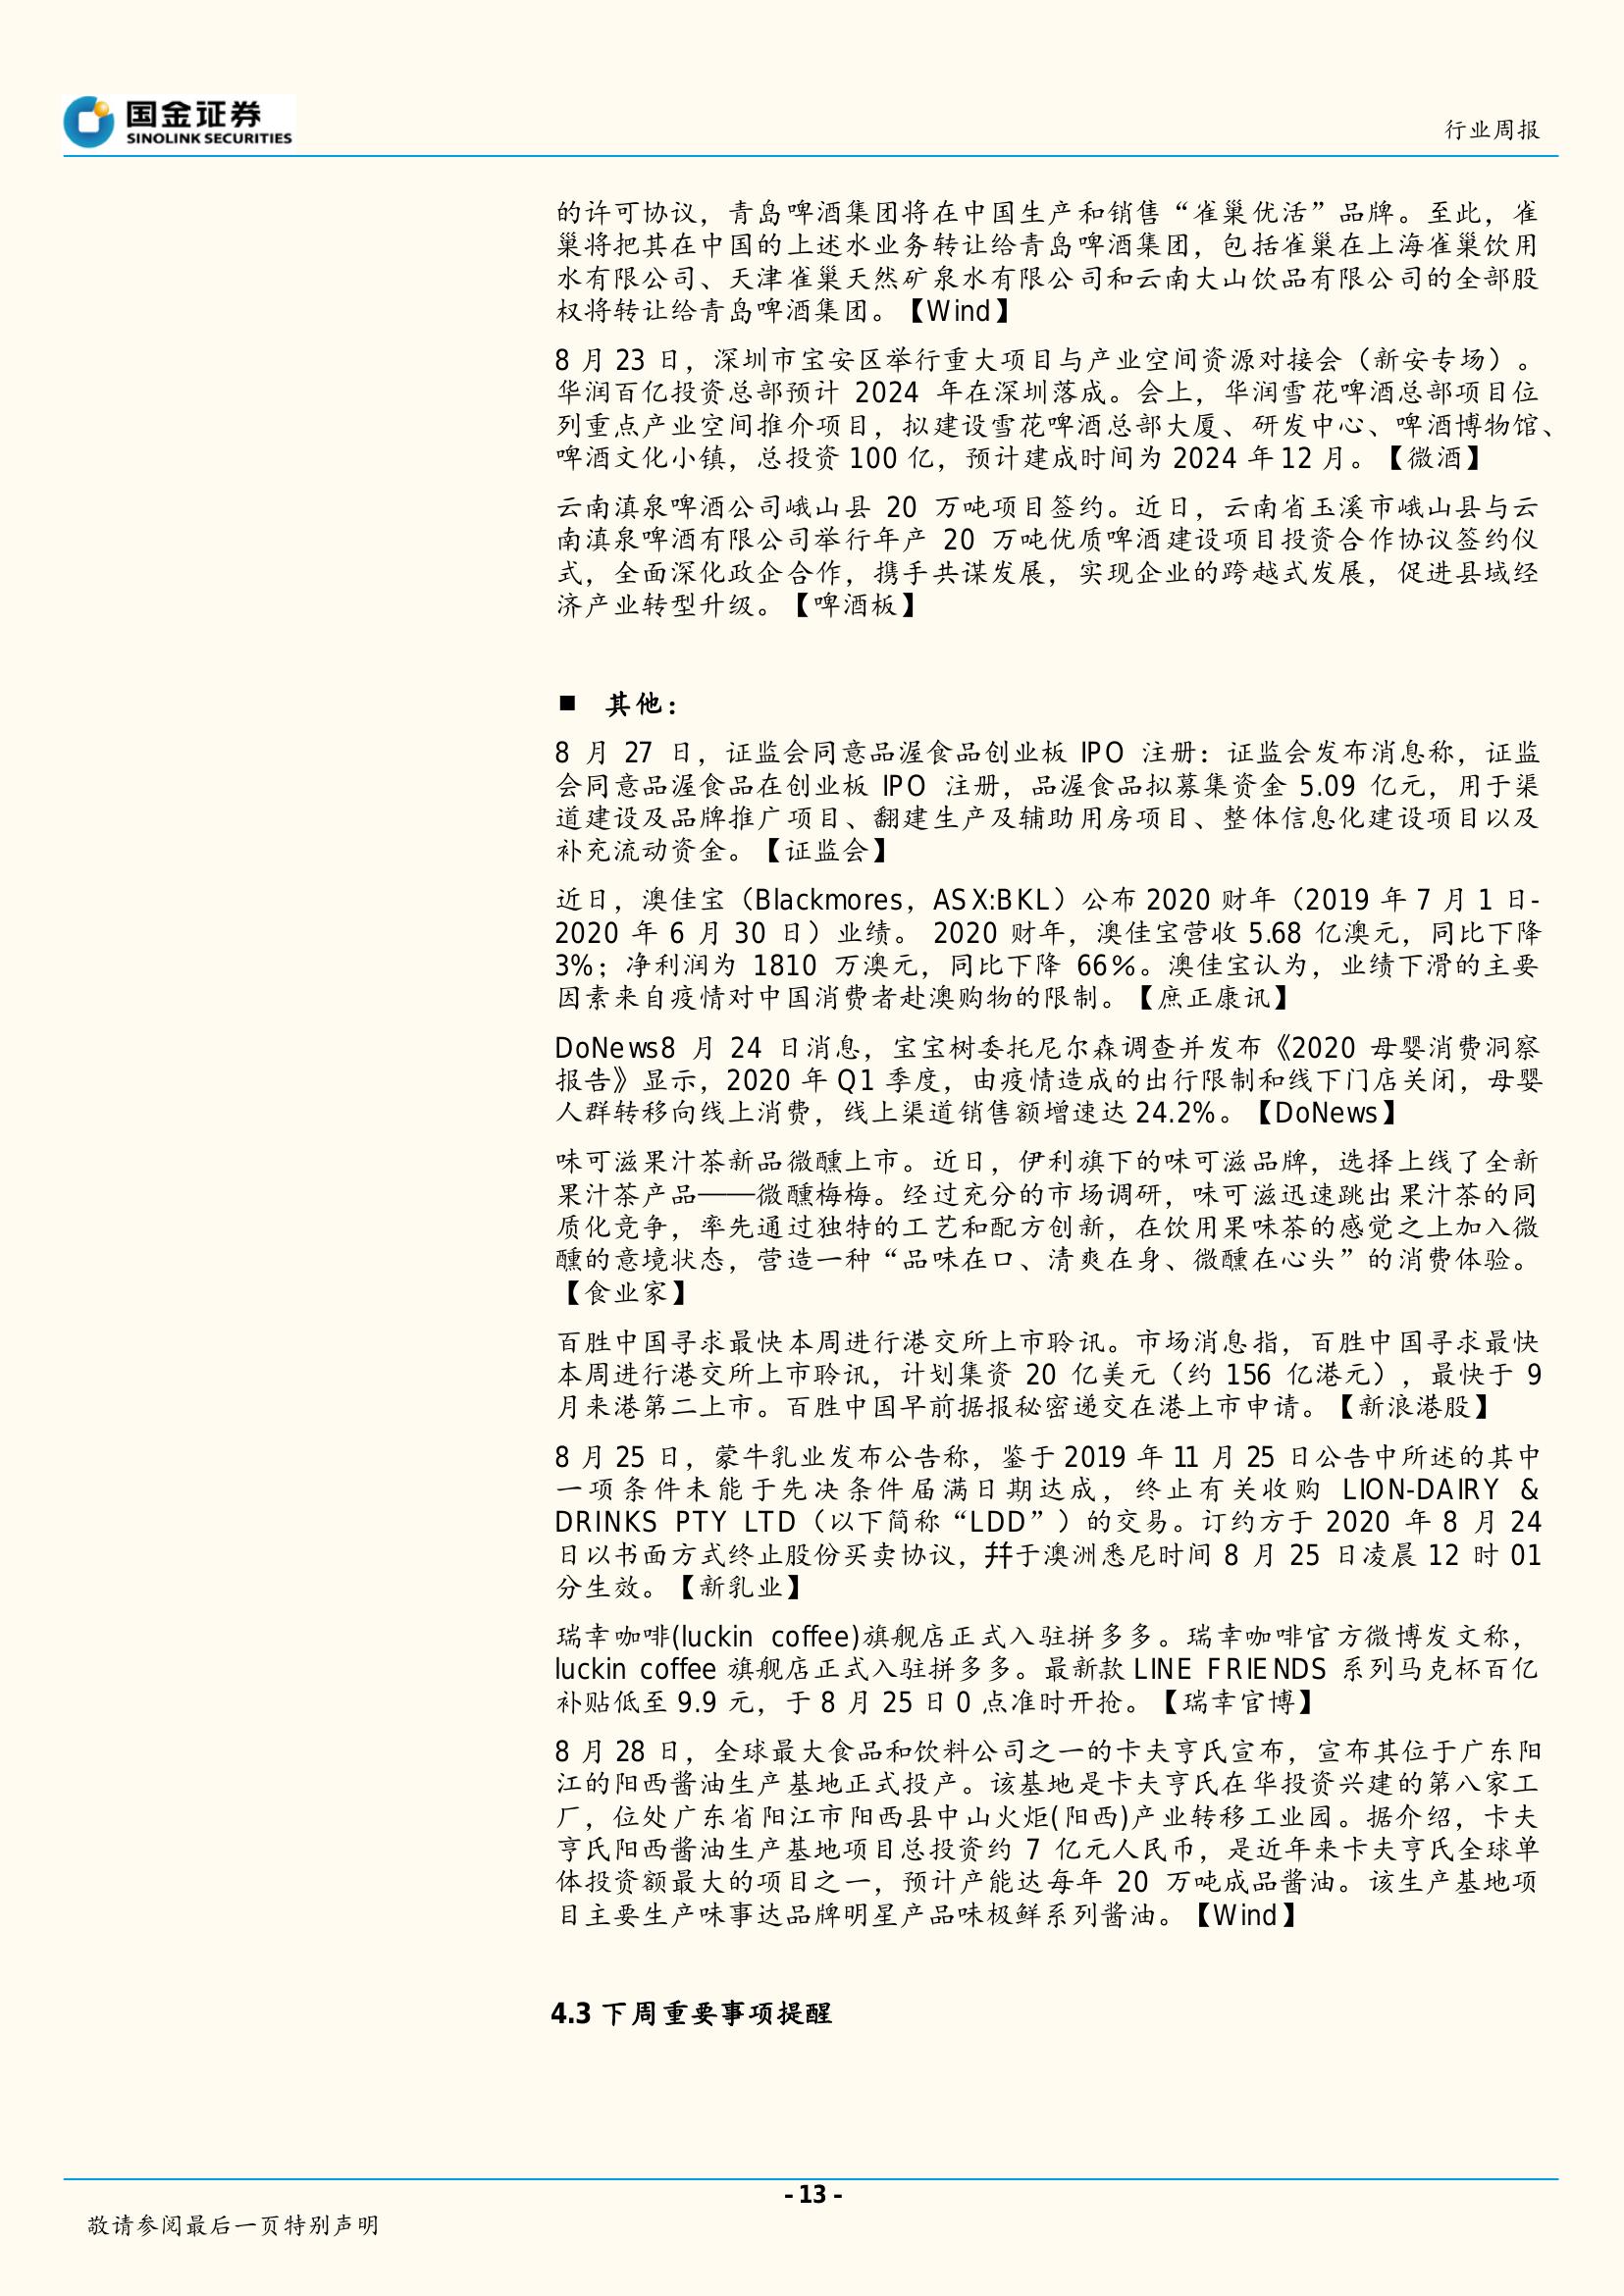 国金证券
SINOLINK SECURITIES
行业周报
的许可协议，青岛啤酒集团将在中国生产和销售“雀巢优活”品牌。至此，雀
巢将把其在中国的上述水业务转让给青岛啤酒集团，包括雀巢在上海雀巢饮用
水有限公司、天津雀巢天然矿泉水有限公司和云南大山饮品有限公司的全部股
权将转让给青岛啤酒集团。【Wind】
8 月 23 日，深圳市宝安区举行重大项目与产业空间资源对接会（新安专场）。
华润百亿投资总部预计 2024 年在深圳落成。会上，华润雪花啤酒总部项目位
列重点产业空间推介项目，拟建设雪花啤酒总部大厦、研发中心、啤酒博物馆、
啤酒文化小镇，总投资 100 亿，预计建成时间为 2024 年 12 月。【微酒】
云南滇泉啤酒公司峨山县 20 万吨项目签约。近日，云南省玉溪市峨山县与云
南滇泉啤酒有限公司举行年产 20 万吨优质啤酒建设项目投资合作协议签约仪
式，全面深化政企合作，携手共谋发展，实现企业的跨越式发展，促进县域经
济产业转型升级。【啤酒板】
■ 其他：
8 月 27 日，证监会同意品渥食品创业板 IPO 注册：证监会发布消息称，证监
会同意品渥食品在创业板 IPO 注册，品渥食品拟募集资金 5.09 亿元，用于渠
道建设及品牌推广项目、翻建生产及辅助用房项目、整体信息化建设项目以及
补充流动资金。【证监会】
近日，澳佳宝（Blackmores，ASX:BKL）公布 2020 财年（2019 年 7 月 1 日-
2020 年 6 月 30 日）业绩。 2020 财年，澳佳宝营收 5.68 亿澳元，同比下降
3%；净利润为 1810 万澳元，同比下降 66%。澳佳宝认为，业绩下滑的主要
因素来自疫情对中国消费者赴澳购物的限制。【庶正康讯】
DoNews8 月 24 日消息，宝宝树委托尼尔森调查并发布《2020 母婴消费洞察
报告》显示，2020 年 Q1 季度，由疫情造成的出行限制和线下门店关闭，母婴
人群转移向线上消费，线上渠道销售额增速达 24.2%。【DoNews】
味可滋果汁茶新品微醺上市。近日，伊利旗下的味可滋品牌，选择上线了全新
果汁茶产品——微醺梅梅。经过充分的市场调研，味可滋迅速跳出果汁茶的同
质化竞争，率先通过独特的工艺和配方创新，在饮用果味茶的感觉之上加入微
醺的意境状态，营造一种“品味在口、清爽在身、微醺在心头”的消费体验。
【食业家】
百胜中国寻求最快本周进行港交所上市聆讯。市场消息指，百胜中国寻求最快
本周进行港交所上市聆讯，计划集资 20 亿美元（约 156 亿港元），最快于 9
月来港第二上市。百胜中国早前据报秘密递交在港上市申请。【新浪港股】
8 月 25 日，蒙牛乳业发布公告称，鉴于 2019 年 11 月 25 日公告中所述的其中
一项条件未能于先决条件届满日期达成，终止有关收购 LION-DAIRY &
DRINKS PTY LTD（以下简称“LDD”）的交易。订约方于 2020 年 8 月 24
日以书面方式终止股份买卖协议，幷于澳洲悉尼时间 8 月 25 日凌晨 12 时 01
分生效。【新乳业】
瑞幸咖啡(luckin coffee)旗舰店正式入驻拼多多。瑞幸咖啡官方微博发文称，
luckin coffee 旗舰店正式入驻拼多多。最新款 LINE FRIENDS 系列马克杯百亿
补贴低至 9.9 元，于 8 月 25 日 0 点准时开抢。【瑞幸官博】
8 月 28 日，全球最大食品和饮料公司之一的卡夫亨氏宣布，宣布其位于广东阳
江的阳西酱油生产基地正式投产。该基地是卡夫亨氏在华投资兴建的第八家工
厂，位处广东省阳江市阳西县中山火炬(阳西)产业转移工业园。据介绍，卡夫
亨氏阳西酱油生产基地项目总投资约 7 亿元人民币，是近年来卡夫亨氏全球单
体投资额最大的项目之一，预计产能达每年 20 万吨成品酱油。该生产基地项
目主要生产味事达品牌明星产品味极鲜系列酱油。【Wind】
4.3 下周重要事项提醒
- 13 -
敬请参阅最后一页特别声明